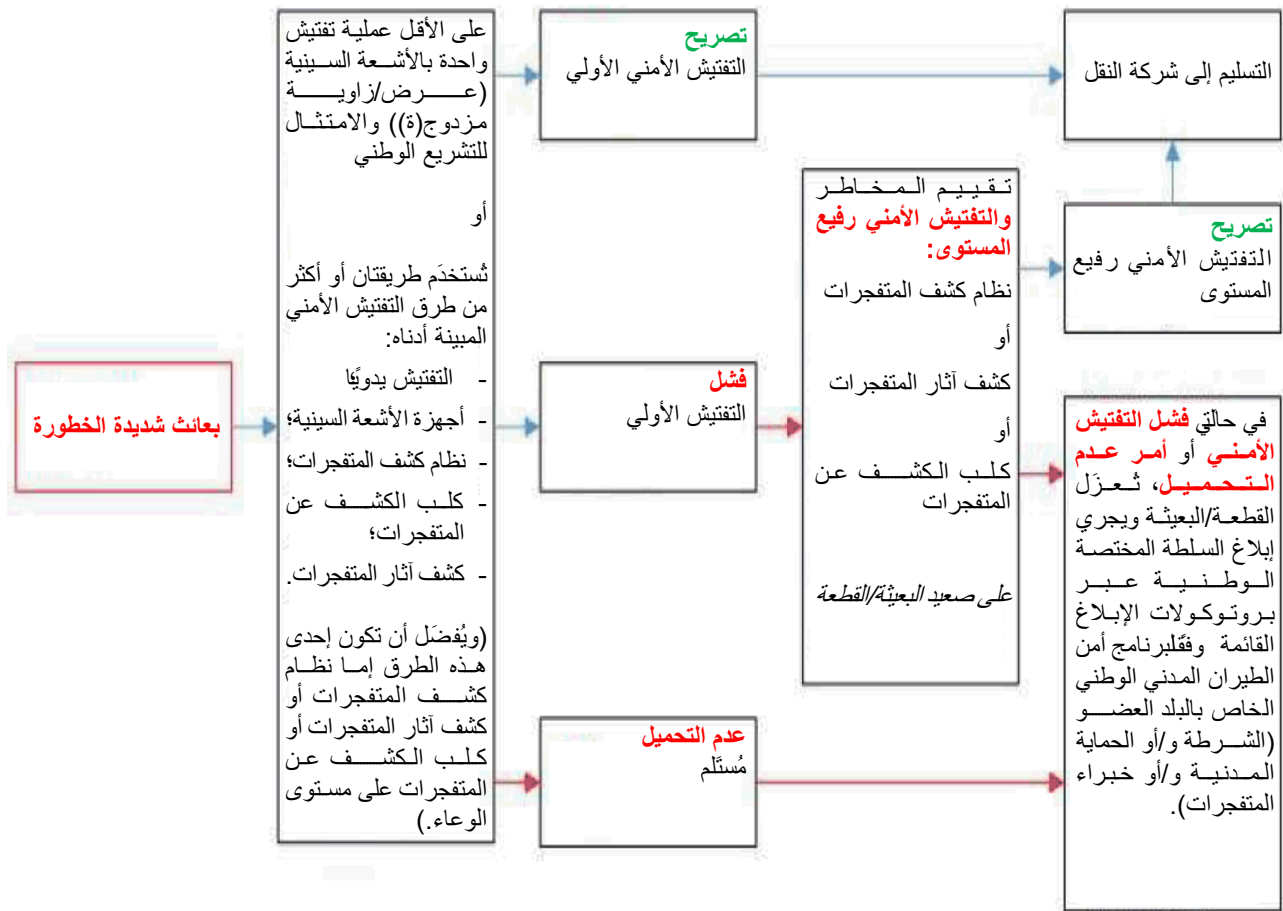 بعائث شديدة الخطورة
على الأقل عملية تفتيش
واحدة بالأشعة السينية
(عرض/زاوية
مزدوج(ة)) والامتثال
للتشريع الوطني
أو
تُستخدَم طريقتان أو أكثر
من طرق التفتيش الأمني
المبينة أدناه:
- التفتيش يدويًا؛
- أجهزة الأشعة السينية؛
- نظام كشف المتفجرات؛
- كلب الكشف عن
المتفجرات؛
- كشف آثار المتفجرات.
(ويُفضَل أن تكون إحدى
هذه الطرق إما نظام
كشف المتفجرات أو
كشف آثار المتفجرات أو
كلب الكشف عن
المتفجرات على مستوى
الوعاء.)
تصريح
التفتيش الأمني الأولي
التسليم إلى شركة النقل
فشل
التفتيش الأولي
تقييم المخاطر
والتفتيش الأمني رفيع
المستوى:
نظام كشف المتفجرات
أو
كشف آثار المتفجرات
أو
كلب الكشف عن
المتفجرات
على صعيد البعيثة/القطعة
تصريح
التفتيش الأمني رفيع
المستوى
عدم التحميل
مُستَلم
في حالتي فشل التفتيش
الأمني أو أمر عدم
التحميل، تُعزَل
القطعة/البعيثة ويجري
إبلاغ السلطة المختصة
الوطنية عبر
بروتوكولات الإبلاغ
القائمة وفقًا لبرنامج أمن
الطيران المدني الوطني
الخاص بالبلد العضو
(الشرطة و/أو الحماية
المدنية و/أو خبراء
المتفجرات).